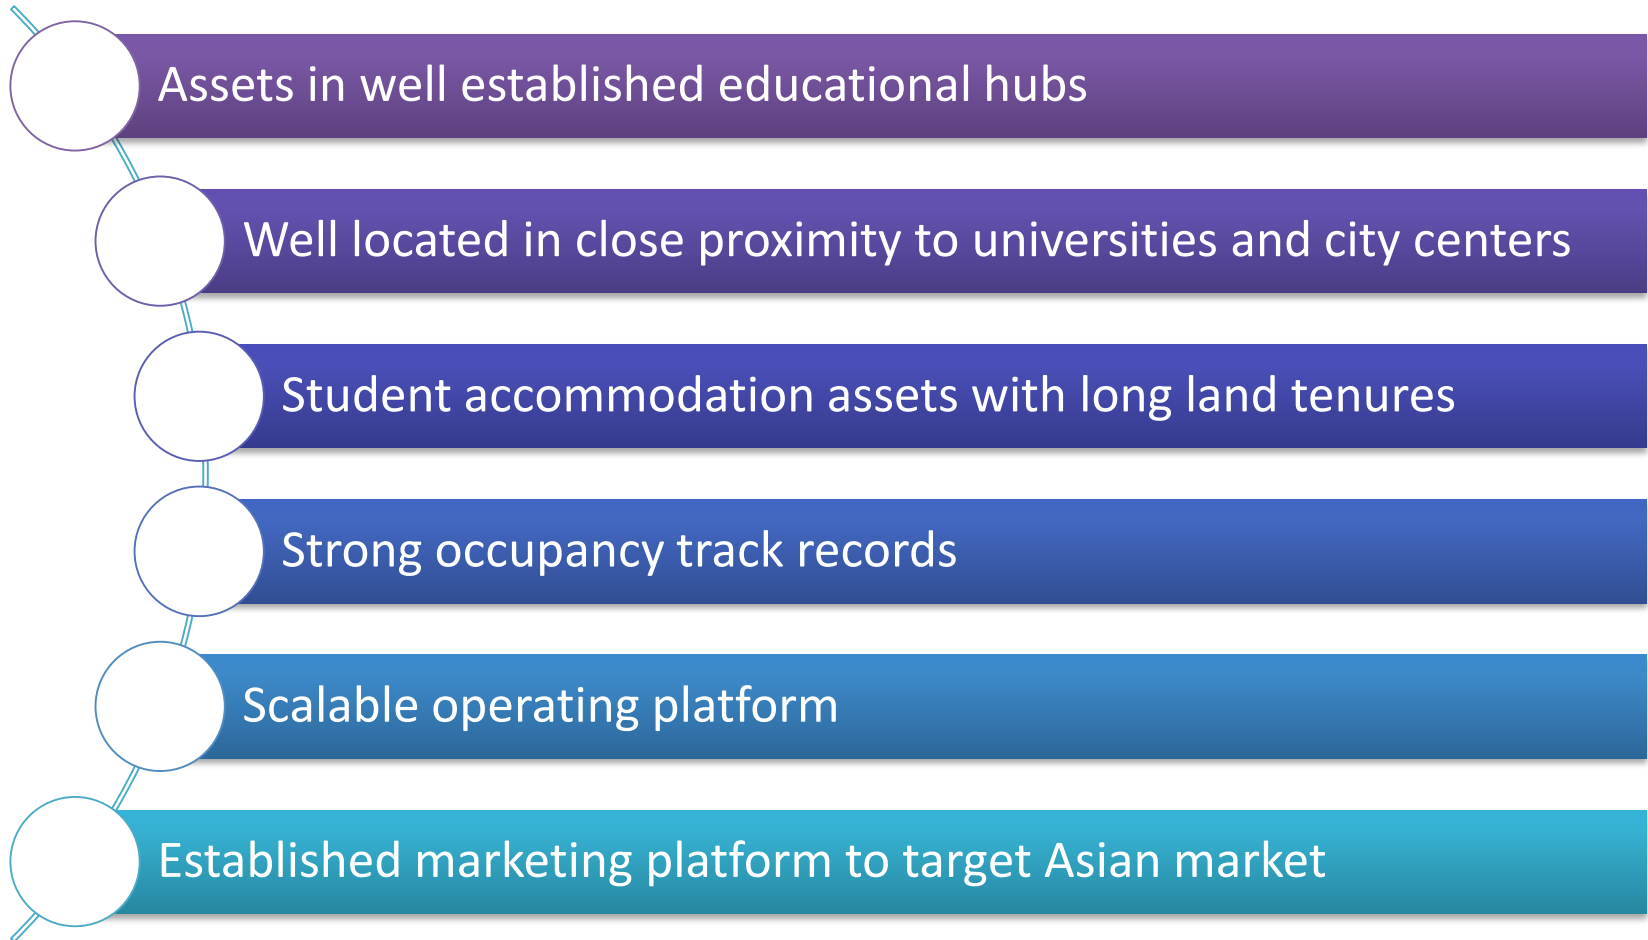 Assets in well established educational hubs
Well located in close proximity to universities and city centers
Student accommodation assets with long land tenures
Strong occupancy track records
Scalable operating platform
Established marketing platform to target Asian market